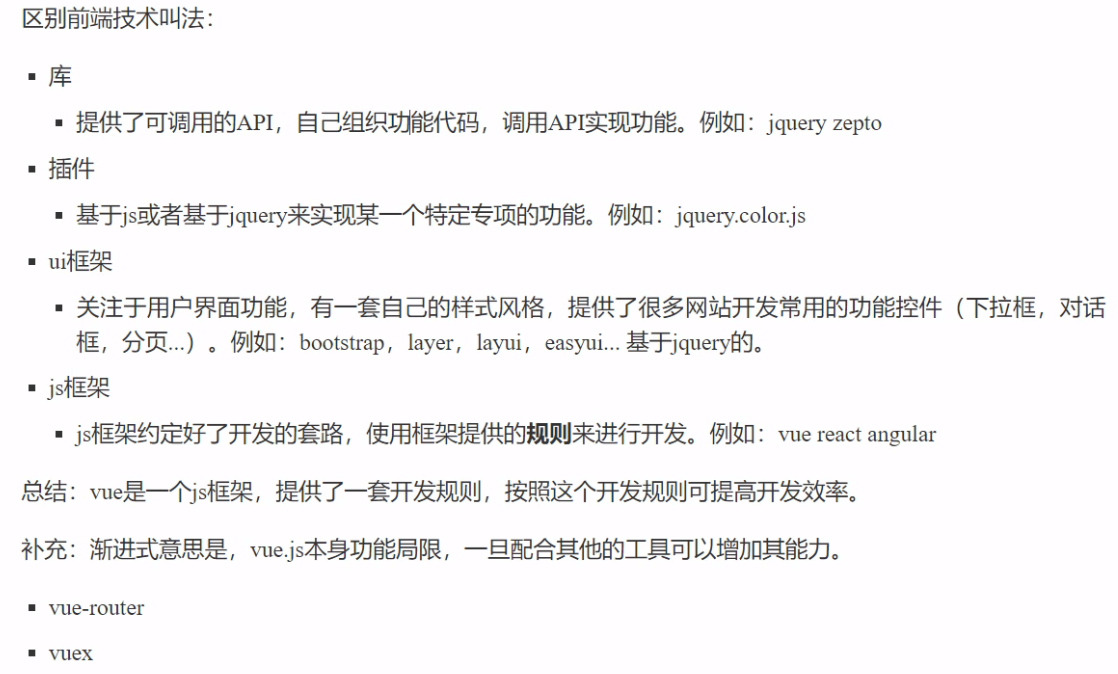 区别前端技术叫法：
▪ 库
▪ 提供了可调用的API，自己组织功能代码，调用API实现功能。例如：jquery zepto
▪ 插件
▪ 基于js或者基于jquery来实现某一个特定专项的功能。例如：jquery.color.js
▪ ui框架
▪ 关注于用户界面功能，有一套自己的样式风格，提供了很多网站开发常用的功能控件（下拉框，对话
框，分页...）。例如：bootstrap，layer，layui，easyui... 基于jquery的。
▪ js框架
▪ js框架约定好了开发的套路，使用框架提供的规则来进行开发。例如：vue react angular
总结：vue是一个js框架，提供了一套开发规则，按照这个开发规则可提高开发效率。
补充：渐进式意思是，vue.js本身功能局限，一旦配合其他的工具可以增加其能力。
▪ vue-router
▪ vuex